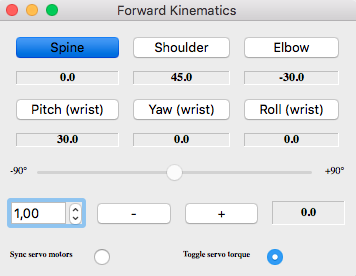 Forward Kinematics
Spine Shoulder Elbow
0.0 45.0 -30.0
Pitch (wrist) Yaw (wrist) Roll (wrist)
30.0 0.0 0.0
-90° +90°
1,00 - + 0.0
Sync servo motors Toggle servo torque